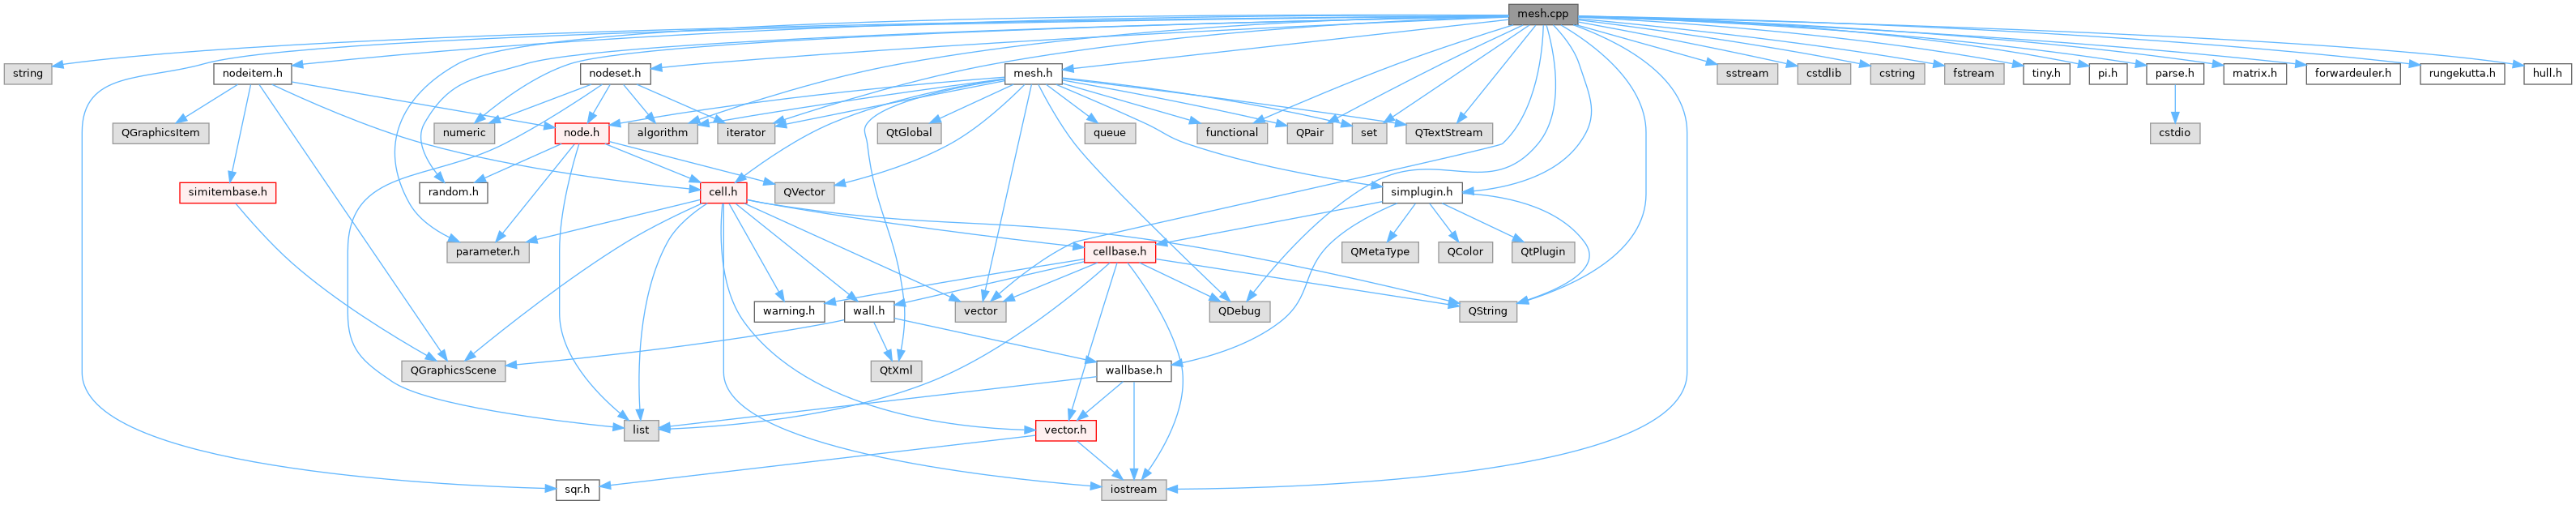 mesh.cpp
string
nodeitem.h
nodeset.h
mesh.h
sstream
cstdlib
cstring
fstream
tiny.h
pi.h
parse.h
matrix.h
forwardeuler.h
rungekutta.h
hull.h
QGraphicsItem
numeric
node.h
algorithm
iterator
QtGlobal
queue
functional
QPair
set
QTextStream
cstdio
simitembase.h
random.h
cell.h
QVector
simplugin.h
parameter.h
cellbase.h
QMetaType
QColor
QtPlugin
warning.h
wall.h
vector
QDebug
QString
QGraphicsScene
QtXml
wallbase.h
list
vector.h
sqr.h
iostream